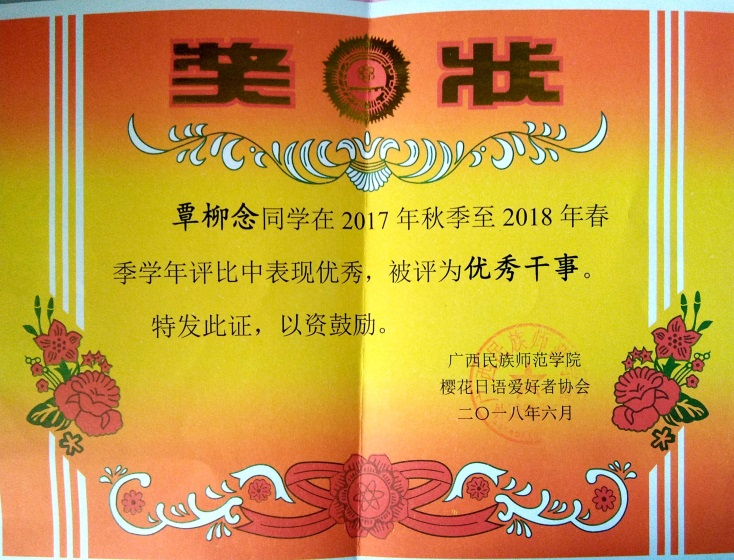 奖状
覃柳念同学在2017年秋季至2018年春
季学年评比中表现优秀，被评为优秀干事。
特发此证，以资鼓励。
广西民族师范学院
樱花日语爱好者协会
二〇一八年六月